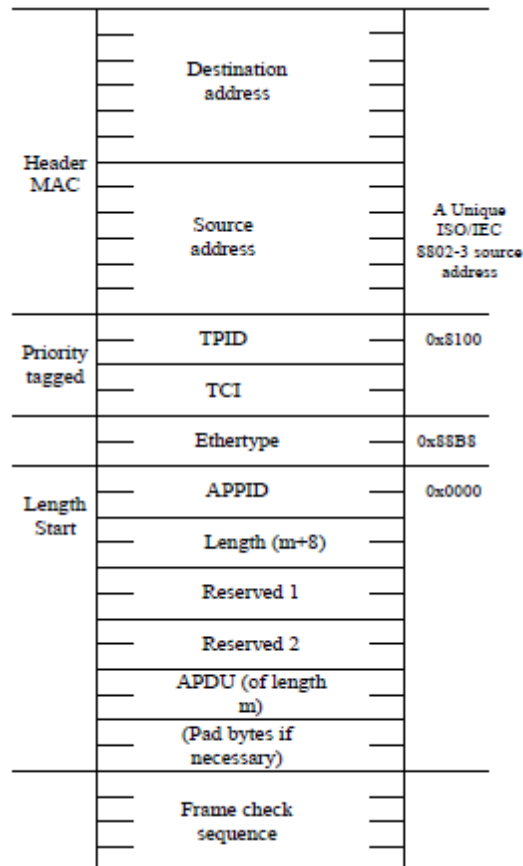 Destination
address
Header
MAC
Source
address
A Unique
ISO/IEC
8802-3 source
address
TPID
0x8100
Priority
tagged
TCI
Ethertype
0x88B8
APPID
0x0000
Length
Start
Length (m+8)
Reserved 1
Reserved 2
APDU (of length
m)
(Pad bytes if
necessary)
Frame check
sequence